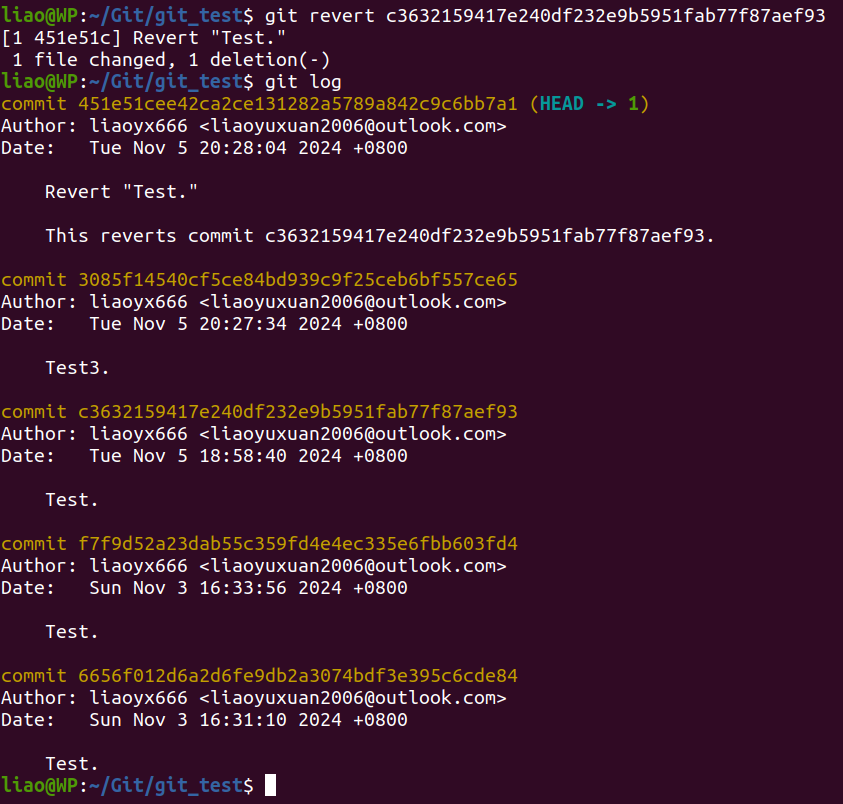 liao@WP:~/Git/git_test$ git revert c3632159417e240df232e9b5951fab77f87aef93
[1 451e51c] Revert "Test."
 1 file changed, 1 deletion(-)
liao@WP:~/Git/git_test$ git log
commit 451e51cee42ca2ce131282a5789a842c9c6bb7a1 (HEAD -> 1)
Author: liaoyx666 <liaoyuxuan2006@outlook.com>
Date:   Tue Nov 5 20:28:04 2024 +0800

    Revert "Test."

    This reverts commit c3632159417e240df232e9b5951fab77f87aef93.

commit 3085f14540cf5ce84bd939c9f25ceb6bf557ce65
Author: liaoyx666 <liaoyuxuan2006@outlook.com>
Date:   Tue Nov 5 20:27:34 2024 +0800

    Test3.

commit c3632159417e240df232e9b5951fab77f87aef93
Author: liaoyx666 <liaoyuxuan2006@outlook.com>
Date:   Tue Nov 5 18:58:40 2024 +0800

    Test.

commit f7f9d52a23dab55c359fd4e4ec335e6fbb603fd4
Author: liaoyx666 <liaoyuxuan2006@outlook.com>
Date:   Sun Nov 3 16:33:56 2024 +0800

    Test.

commit 6656f012d6a2d6fe9db2a3074bdf3e395c6cde84
Author: liaoyx666 <liaoyuxuan2006@outlook.com>
Date:   Sun Nov 3 16:31:10 2024 +0800

    Test.
liao@WP:~/Git/git_test$